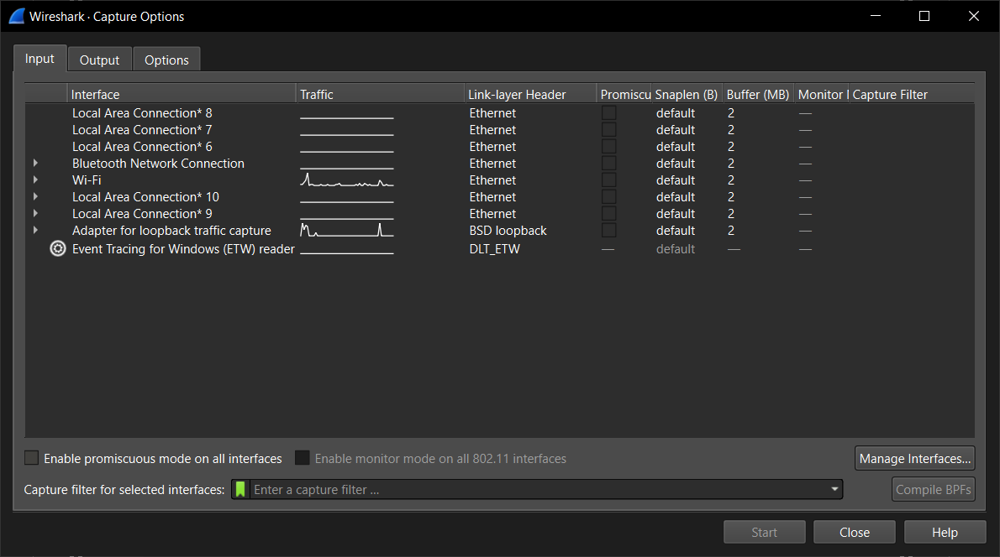 Wireshark · Capture Options
Input Output Options
Interface Traffic Link-layer Header Promiscu Snaplen (B) Buffer (MB) Monitor Capture Filter
Local Area Connection* 8 Ethernet default 2 —
Local Area Connection* 7 Ethernet default 2 —
Local Area Connection* 6 Ethernet default 2 —
Bluetooth Network Connection Ethernet default 2 —
Wi-Fi Ethernet default 2 —
Local Area Connection* 10 Ethernet default 2 —
Local Area Connection* 9 Ethernet default 2 —
Adapter for loopback traffic capture BSD loopback default 2 —
Event Tracing for Windows (ETW) reader DLT_ETW — default — —
Enable promiscuous mode on all interfaces Enable monitor mode on all 802.11 interfaces Manage Interfaces...
Capture filter for selected interfaces: Enter a capture filter ... Compile BPFs
Start Close Help